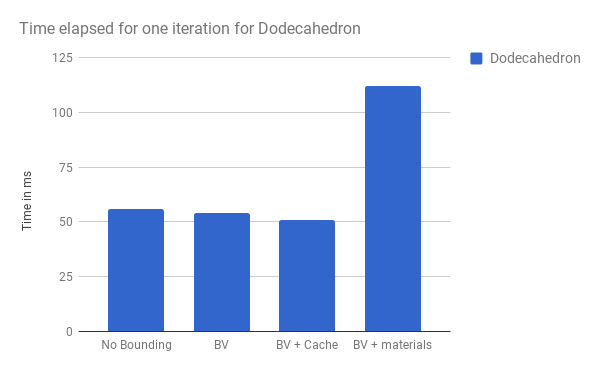 Time elapsed for one iteration for Dodecahedron
Dodecahedron
Time in ms
125
100
75
50
25
0
No Bounding
BV
BV + Cache
BV + materials